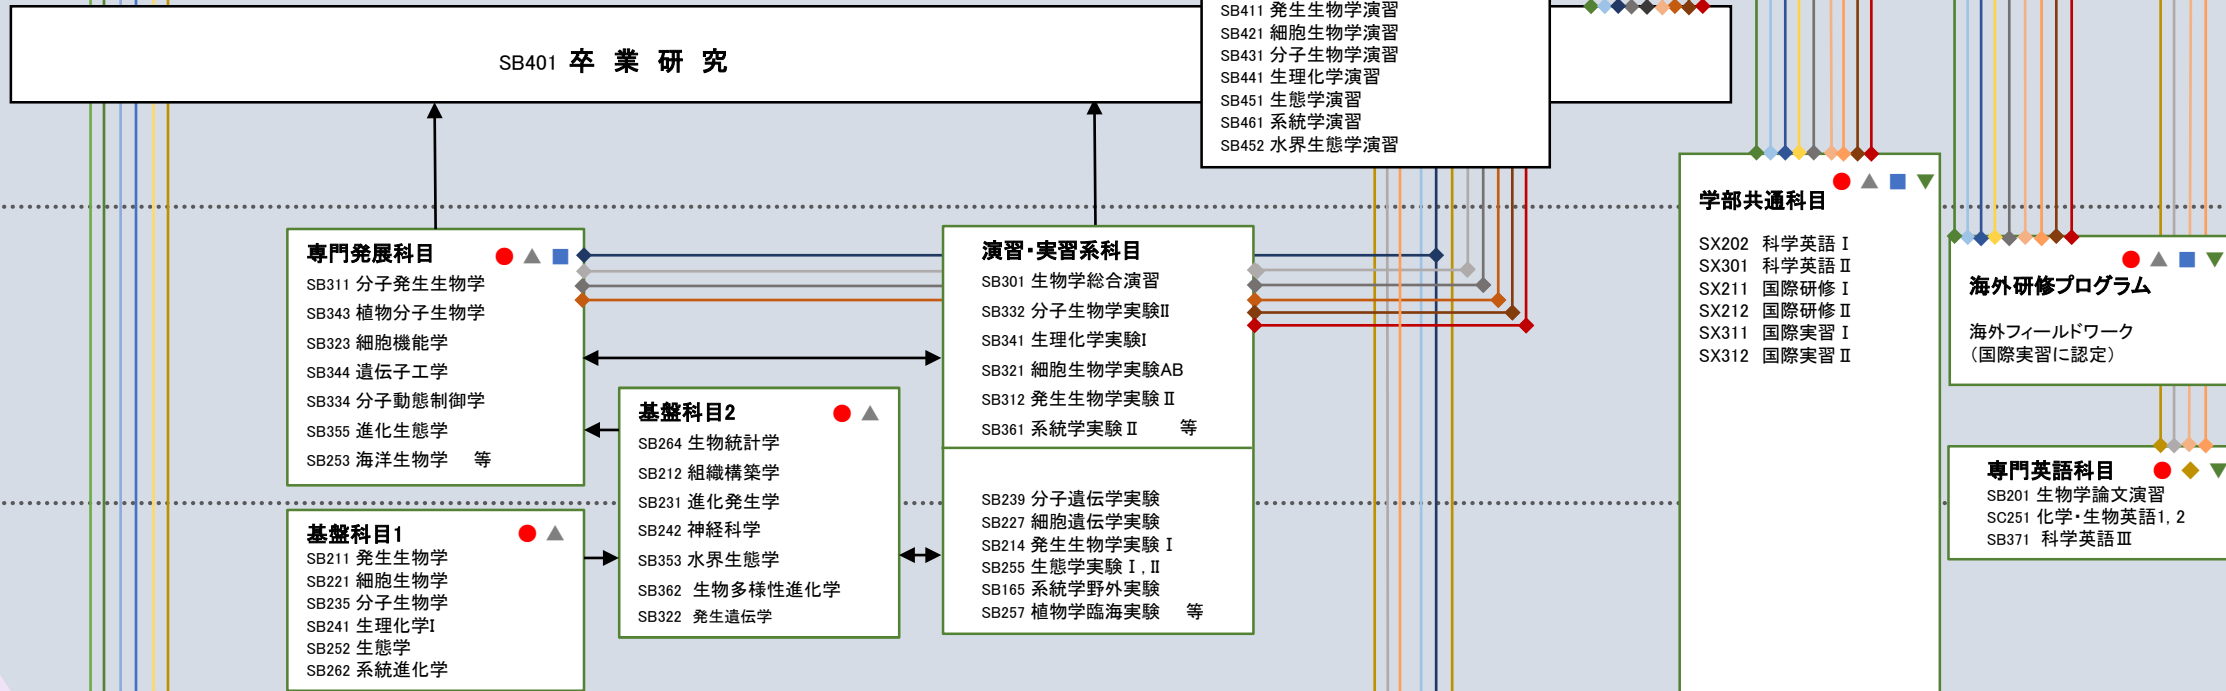 SB401 卒 業 研 究
SB411 発生生物学演習
SB421 細胞生物学演習
SB431 分子生物学演習
SB441 生理化学演習
SB451 生態学演習
SB461 系統学演習
SB452 水界生態学演習
専門発展科目
SB311 分子発生生物学
SB343 植物分子生物学
SB323 細胞機能学
SB344 遺伝子工学
SB334 分子動態制御学
SB355 進化生態学
SB253 海洋生物学 等
基盤科目1
SB211 発生生物学
SB221 細胞生物学
SB235 分子生物学
SB241 生理化学I
SB252 生態学
SB262 系統進化学
基盤科目2
SB264 生物統計学
SB212 組織構築学
SB231 進化発生学
SB242 神経科学
SB353 水界生態学
SB362 生物多様性進化学
SB322 発生遺伝学
演習・実習系科目
SB301 生物学総合演習
SB332 分子生物学実験II
SB341 生理化学実験I
SB321 細胞生物学実験AB
SB312 発生生物学実験Ⅱ
SB361 系統学実験Ⅱ 等
SB239 分子遺伝学実験
SB227 細胞遺伝学実験
SB214 発生生物学実験Ⅰ
SB255 生態学実験Ⅰ,Ⅱ
SB165 系統学野外実験
SB257 植物学臨海実験 等
学部共通科目
SX202 科学英語Ⅰ
SX301 科学英語Ⅱ
SX211 国際研修Ⅰ
SX212 国際研修Ⅱ
SX311 国際実習Ⅰ
SX312 国際実習Ⅱ
海外研修プログラム
海外フィールドワーク
（国際実習に認定）
専門英語科目
SB201 生物学論文演習
SC251 化学・生物英語1, 2
SB371 科学英語Ⅲ